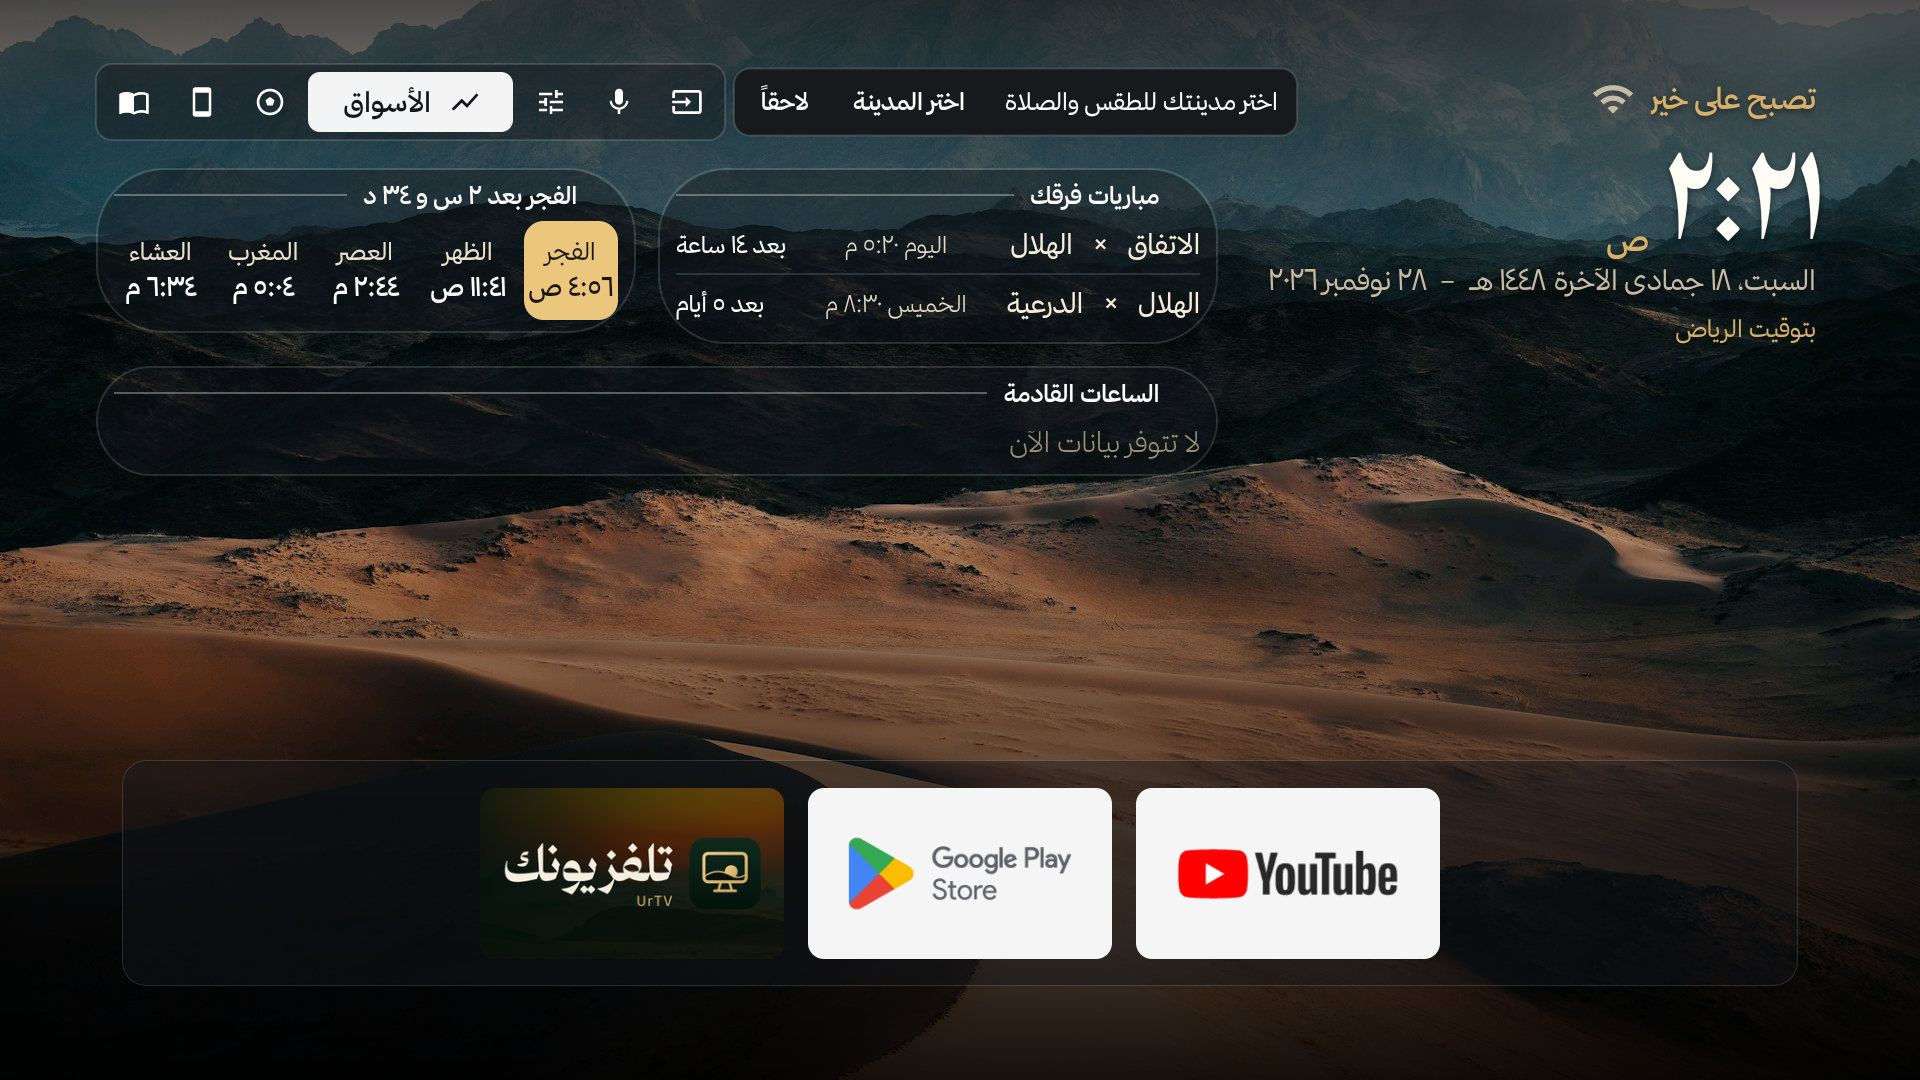 تصبح على خير
٢:٢١ ص
السبت، ١٨ جمادى الآخرة ١٤٤٨ هـ – ٢٨ نوفمبر ٢٠٢٦
بتوقيت الرياض
اختر مدينتك للطقس والصلاة اختر المدينة لاحقاً
الأسواق
مباريات فرقك
الاتفاق × الهلال اليوم ٥:٢٠ م بعد ١٤ ساعة
الهلال × الدرعية الخميس ٨:٣٠ م بعد ٥ أيام
الفجر بعد ٢ س و ٣٤ د
الفجر الظهر العصر المغرب العشاء
٤:٥٦ ص ١١:٤١ ص ٢:٤٤ م ٥:٠٤ م ٦:٣٤ م
الساعات القادمة
لا تتوفر بيانات الآن
YouTube
Google Play
Store
تلفزيونك
UrTV